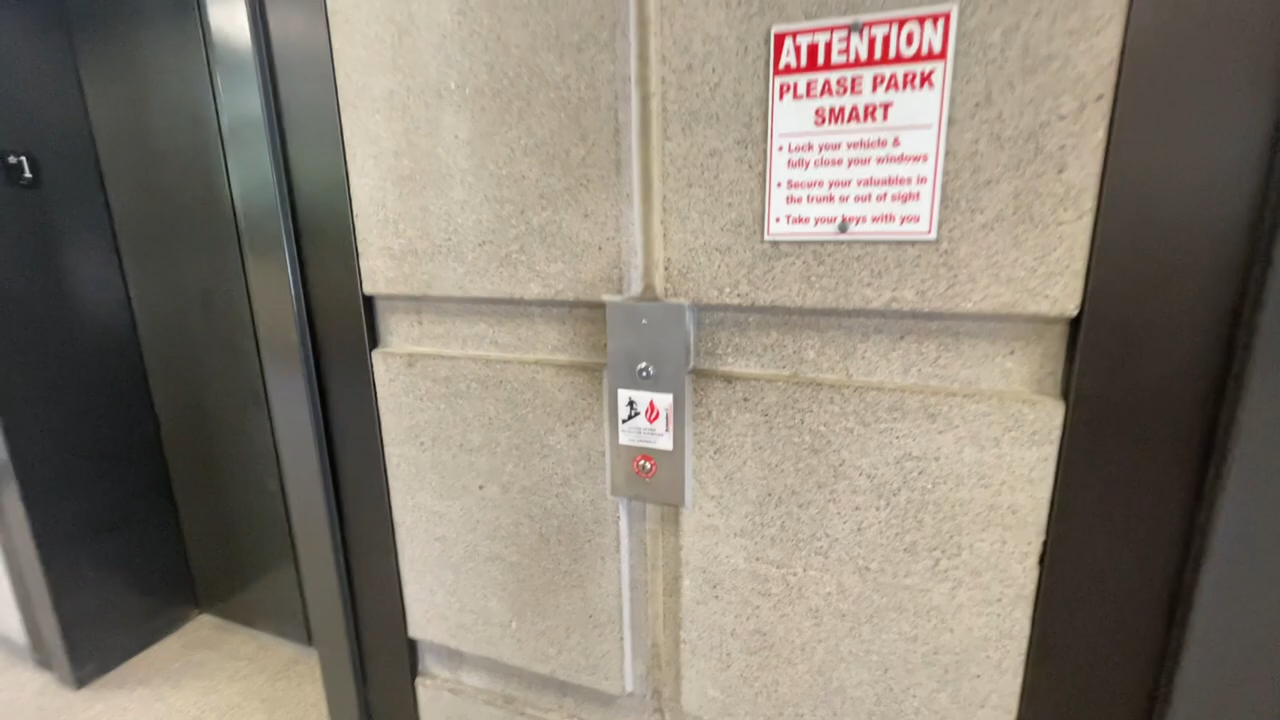 *1
ATTENTION
PLEASE PARK
SMART
• Lock your vehicle &
fully close your windows
• Secure your valuables in
the trunk or out of sight
• Take your keys with you